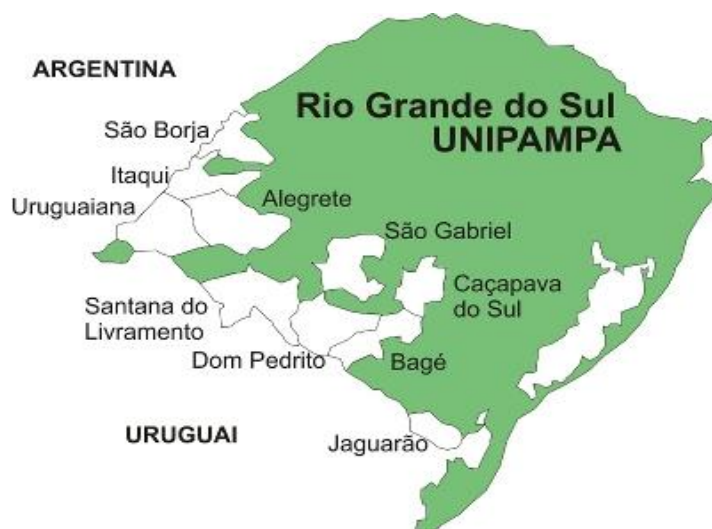 ARGENTINA
Rio Grande do Sul
UNIPAMPA
São Borja
Itaqui
Uruguaiana
Alegrete
São Gabriel
Caçapava
do Sul
Santana do
Livramento
Dom Pedrito
Bagé
URUGUAI
Jaguarão